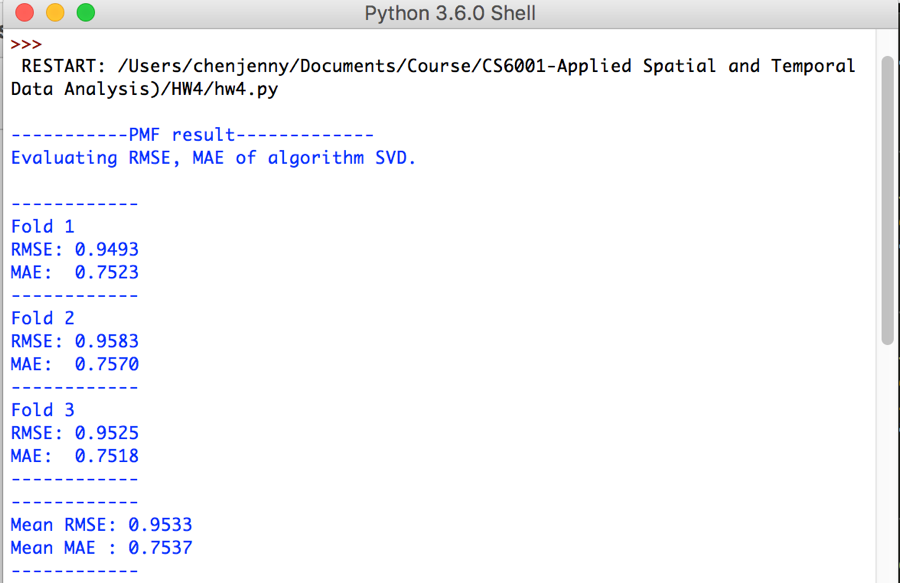 Python 3.6.0 Shell
>>>
 RESTART: /Users/chenjenny/Documents/Course/CS6001-Applied Spatial and Temporal
Data Analysis)/HW4/hw4.py
-----------PMF result-------------
Evaluating RMSE, MAE of algorithm SVD.
------------
Fold 1
RMSE: 0.9493
MAE:  0.7523
------------
Fold 2
RMSE: 0.9583
MAE:  0.7570
------------
Fold 3
RMSE: 0.9525
MAE:  0.7518
------------
------------
Mean RMSE: 0.9533
Mean MAE : 0.7537
------------